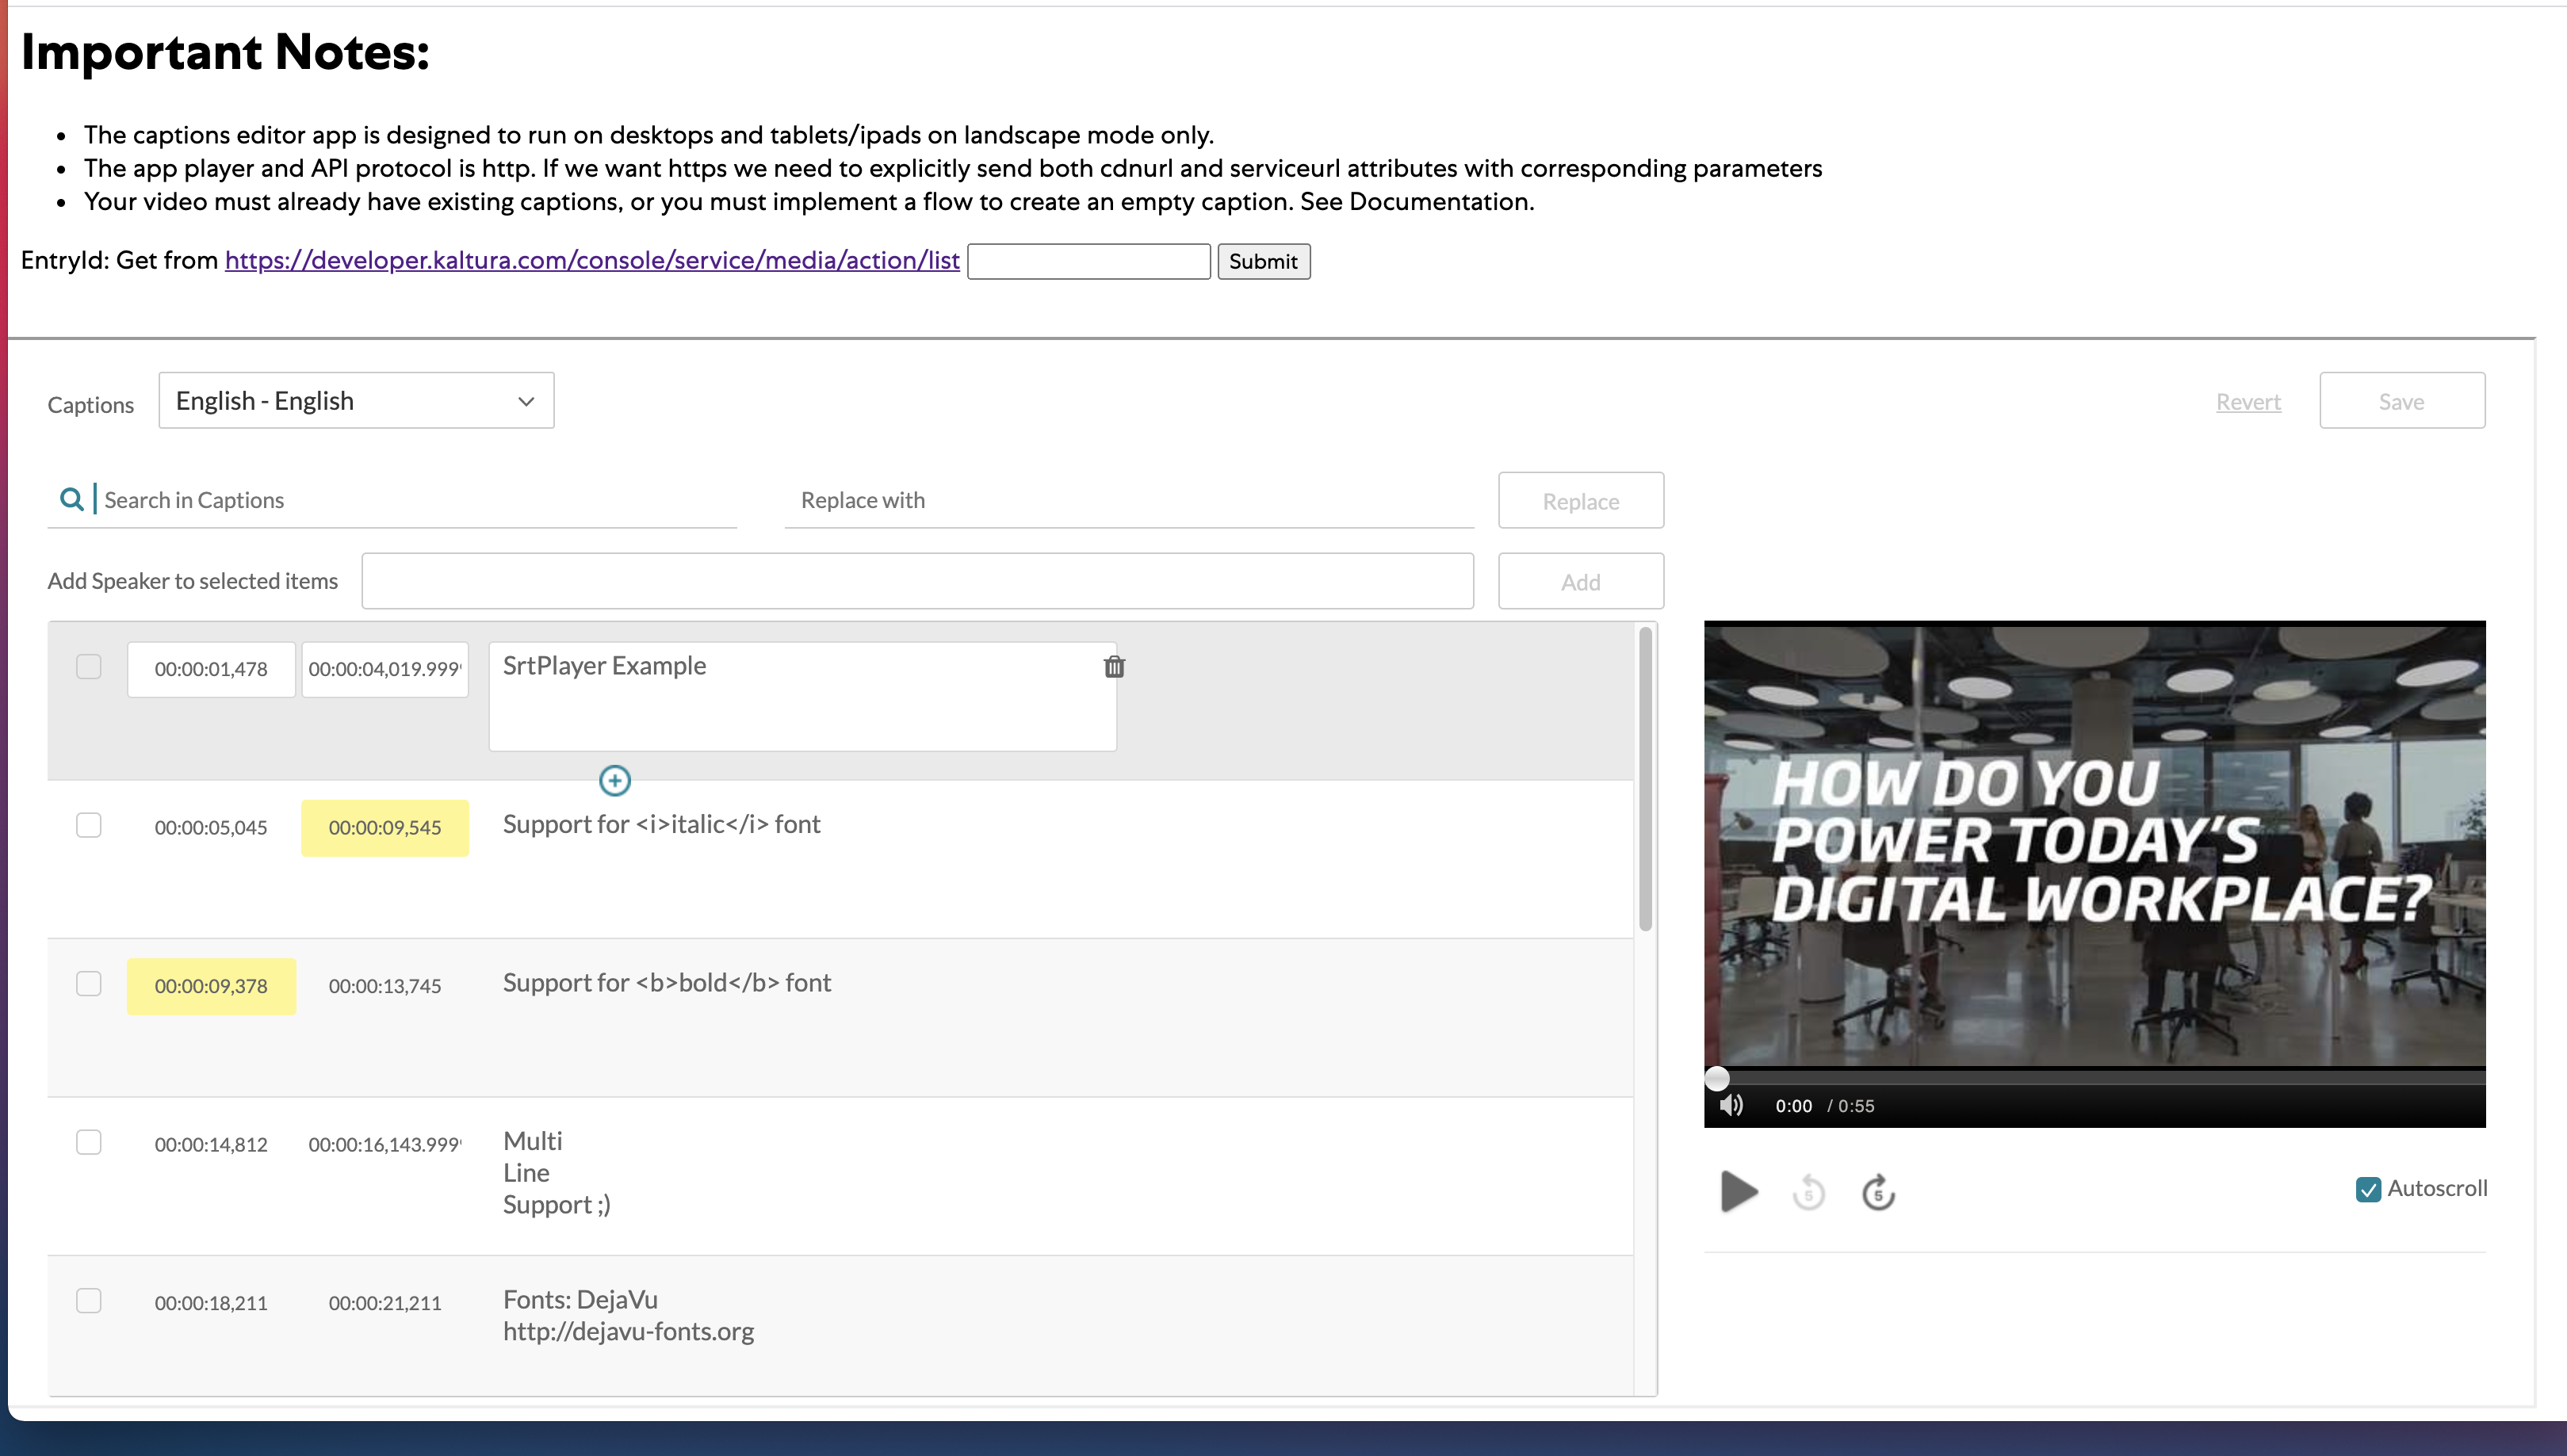 Important Notes:
The captions editor app is designed to run on desktops and tablets/ipads on landscape mode only.
The app player and API protocol is http. If we want https we need to explicitly send both cdnurl and serviceurl attributes with corresponding parameters
Your video must already have existing captions, or you must implement a flow to create an empty caption. See Documentation.
EntryId: Get from https://developer.kaltura.com/console/service/media/action/list Submit
Captions English - English Revert Save
Search in Captions Replace with Replace
Add Speaker to selected items Add
00:00:01,478 00:00:04,019.999 SrtPlayer Example
00:00:05,045 00:00:09,545 Support for <i>italic</i> font
00:00:09,378 00:00:13,745 Support for <b>bold</b> font
00:00:14,812 00:00:16,143.999 Multi
Line
Support ;)
00:00:18,211 00:00:21,211 Fonts: DejaVu
http://dejavu-fonts.org
HOW DO YOU
POWER TODAY'S
DIGITAL WORKPLACE?
0:00 / 0:55
5 5 Autoscroll